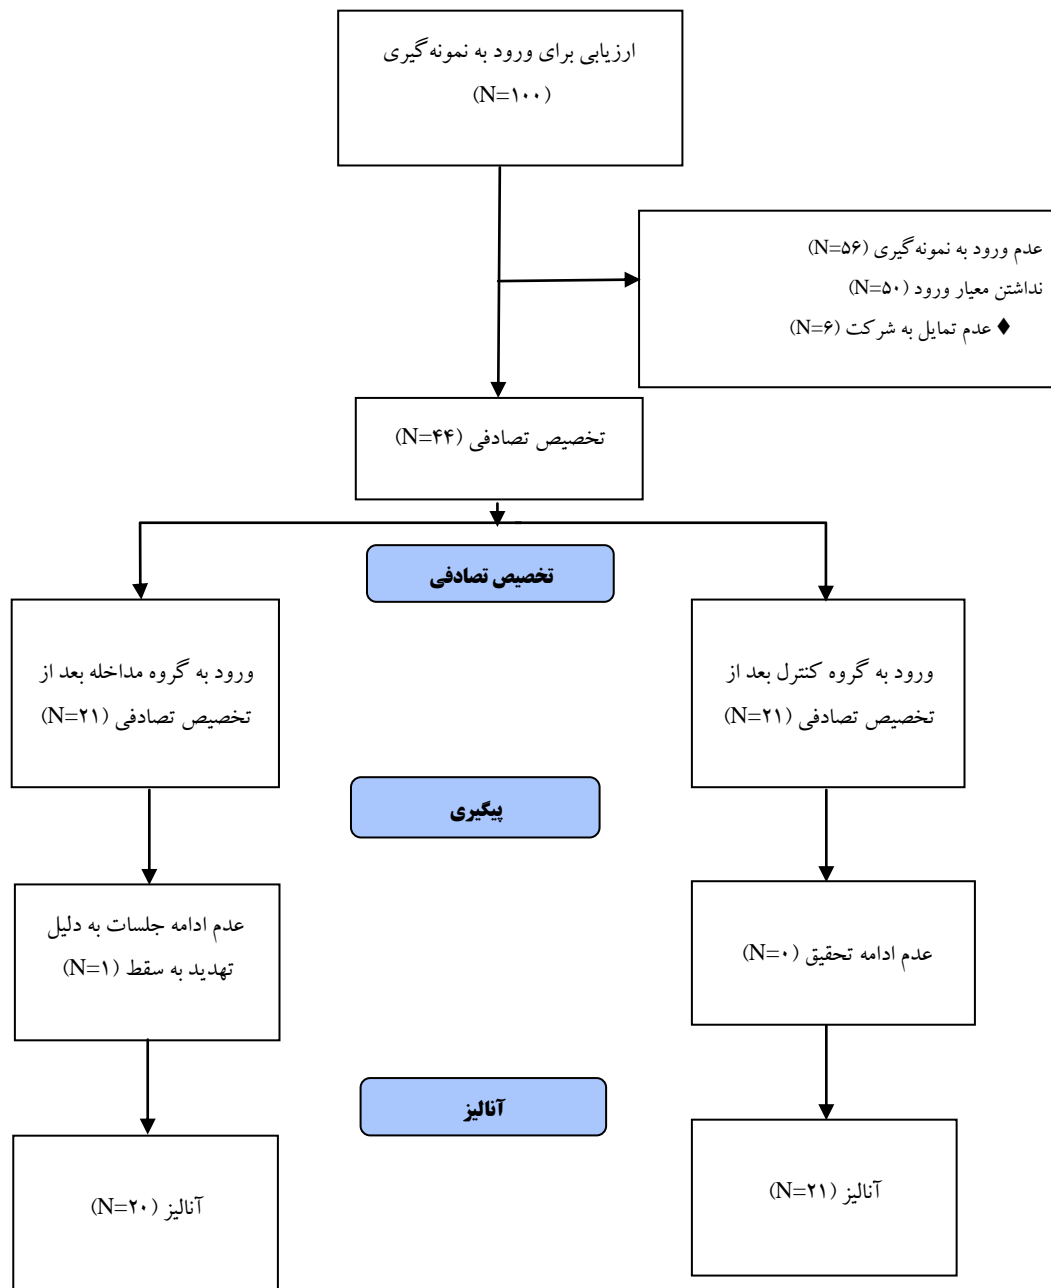 ارزیابی برای ورود به نمونه‌گیری
(N=۱۰۰)
عدم ورود به نمونه‌گیری (N=۵۶)
نداشتن معیار ورود (N=۵۰)
♦ عدم تمایل به شرکت (N=۶)
تخصیص تصادفی (N=۴۴)
تخصیص تصادفی
ورود به گروه کنترل بعد از
تخصیص تصادفی (N=۲۱)
ورود به گروه مداخله بعد از
تخصیص تصادفی (N=۲۱)
پیگیری
عدم ادامه تحقیق (N=۰)
عدم ادامه جلسات به دلیل
تهدید به سقط (N=۱)
آنالیز
آنالیز (N=۲۱)
آنالیز (N=۲۰)